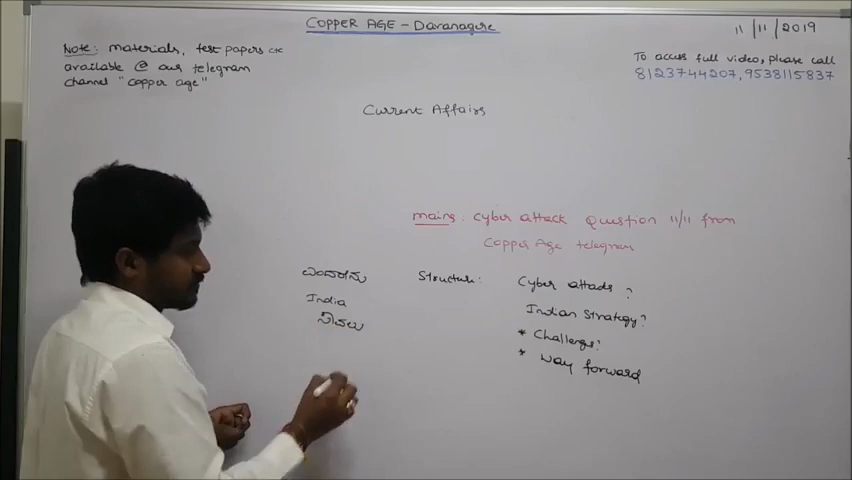 COPPER AGE - Davanagere
11/11/2019
Note: materials, test papers etc
available @ our telegram
channel "copper age"
To access full video, please call
8123744207, 9538115837
Current Affairs
mains: cyber attack Question 11/11 from
Copper Age telegram
Structure:
Cyber attacks?
India
Indian Strategy?
* Challenges?
* way forward